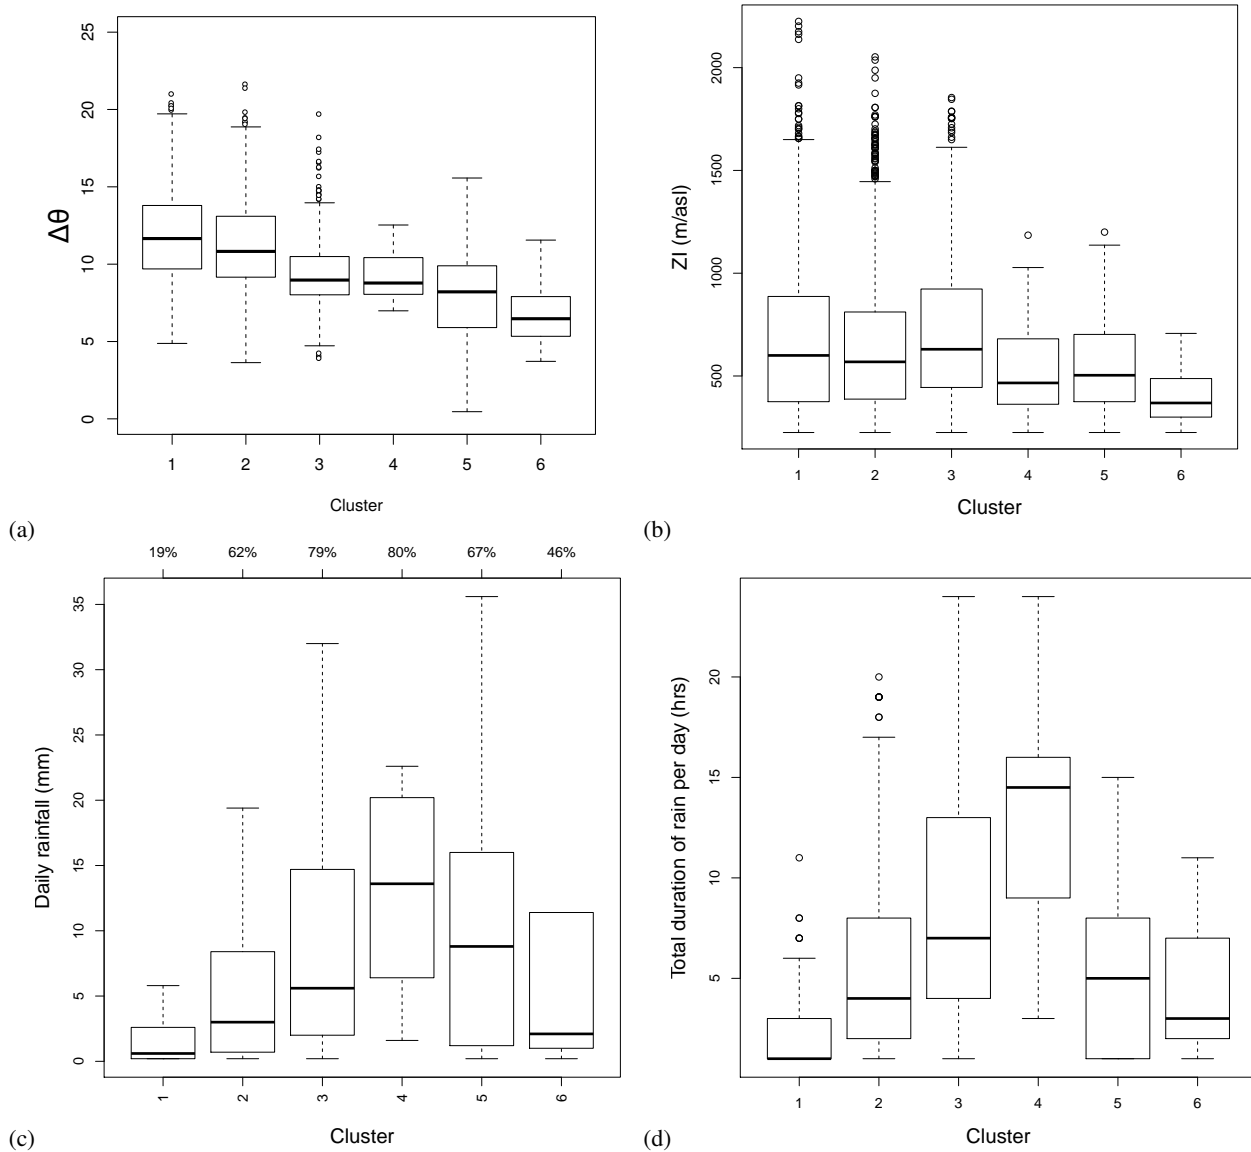 25
20
15
10
5
0
Δθ
1 2 3 4 5 6
Cluster
(a)
2000
1500
1000
500
ZI (m/asl)
1 2 3 4 5 6
Cluster
(b)
19% 62% 79% 80% 67% 46%
35
30
25
20
15
10
5
0
Daily rainfall (mm)
1 2 3 4 5 6
Cluster
(c)
20
15
10
5
Total duration of rain per day (hrs)
1 2 3 4 5 6
Cluster
(d)